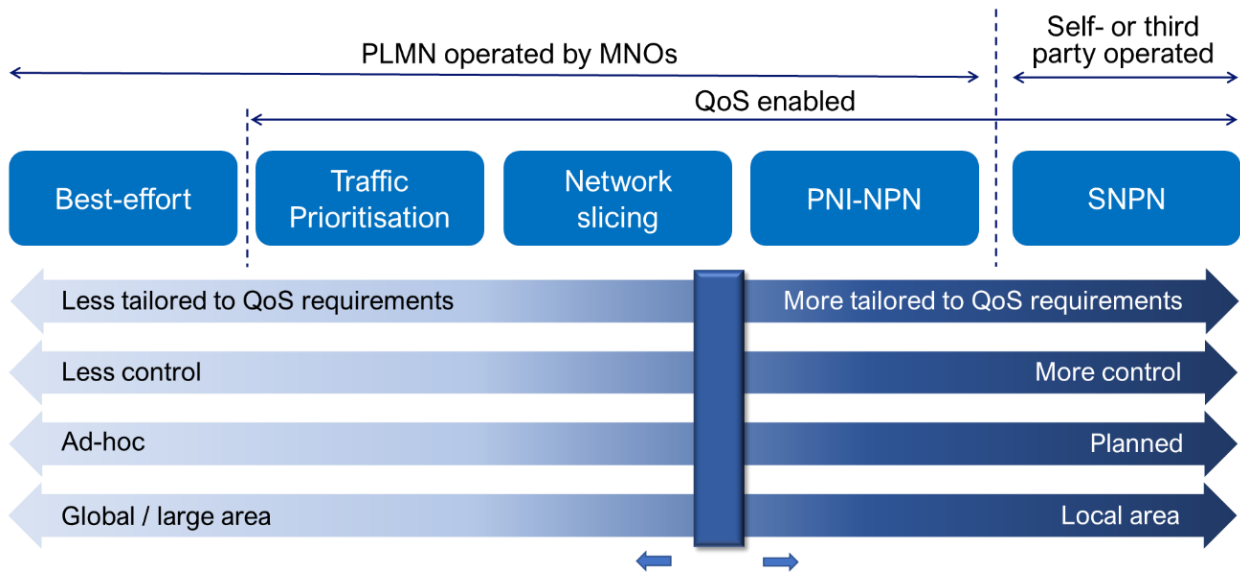 PLMN operated by MNOs
Self- or third
party operated
QoS enabled
Best-effort
Traffic
Prioritisation
Network
slicing
PNI-NPN
SNPN
Less tailored to QoS requirements
More tailored to QoS requirements
Less control
More control
Ad-hoc
Planned
Global / large area
Local area